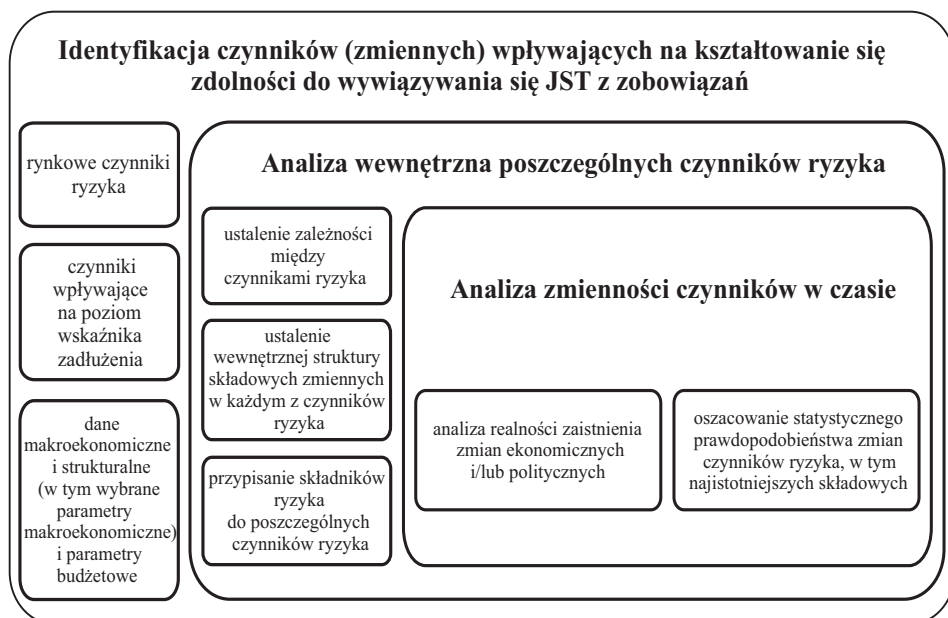 Identyfikacja czynników (zmiennych) wpływających na kształtowanie się
zdolności do wywiązywania się JST z zobowiązań
rynkowe czynniki
ryzyka
czynniki
wpływające
na poziom
wskaźnika
zadłużenia
dane
makroekonomiczne
i strukturalne
(w tym wybrane
parametry
makroekonomiczne)
i parametry
budżetowe
Analiza wewnętrzna poszczególnych czynników ryzyka
ustalenie zależności
między
czynnikami ryzyka
ustalenie
wewnętrznej struktury
składowych zmiennych
w każdym z czynników
ryzyka
przypisanie składników
ryzyka
do poszczególnych
czynników ryzyka
Analiza zmienności czynników w czasie
analiza realności zaistnienia
zmian ekonomicznych
i/lub politycznych
oszacowanie statystycznego
prawdopodobieństwa zmian
czynników ryzyka, w tym
najistotniejszych składowych